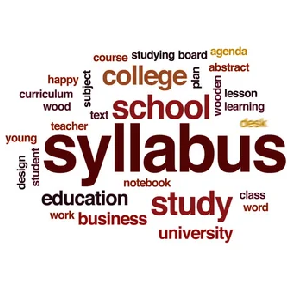 course
studying board
agenda
happy
subject
college
plan
abstract
curriculum
wooden
lesson
wood
text
school
learning
desk
young
teacher
syllabus
design
student
notebook
education
study
class
work
business
word
university